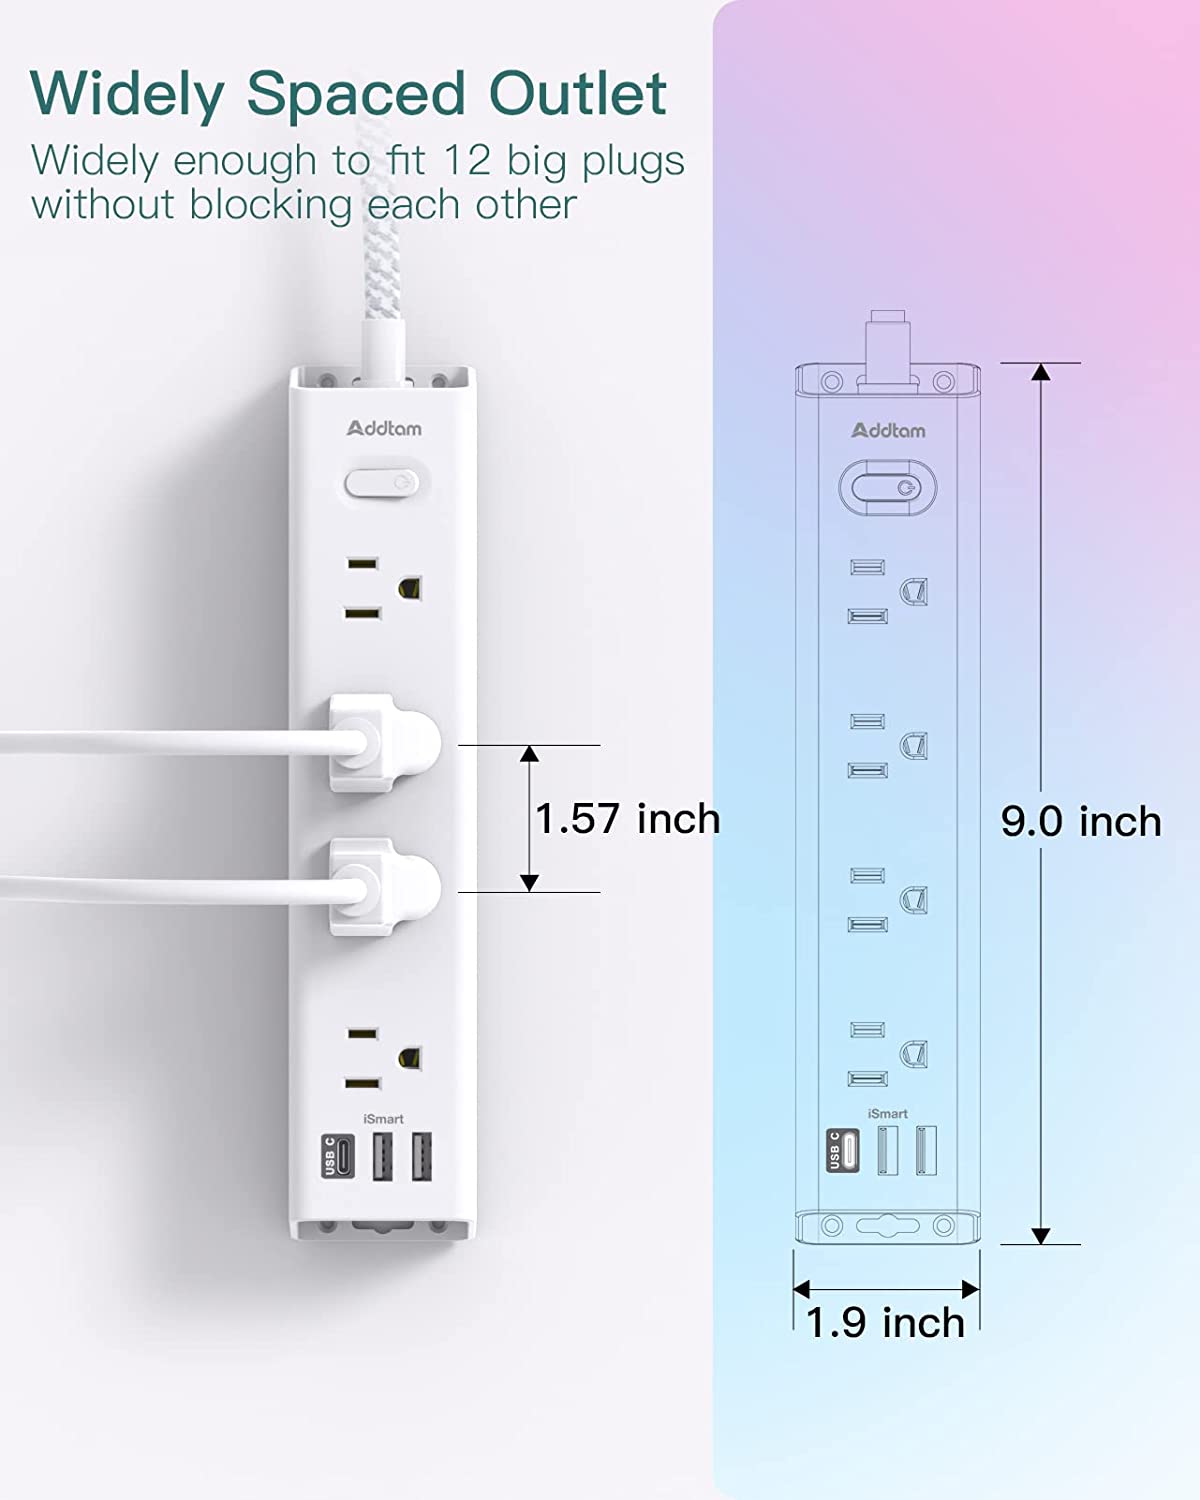 Widely Spaced Outlet
Widely enough to fit 12 big plugs
without blocking each other
Addtam
iSmart
USB C
1.57 inch
Addtam
iSmart
USB C
9.0 inch
1.9 inch